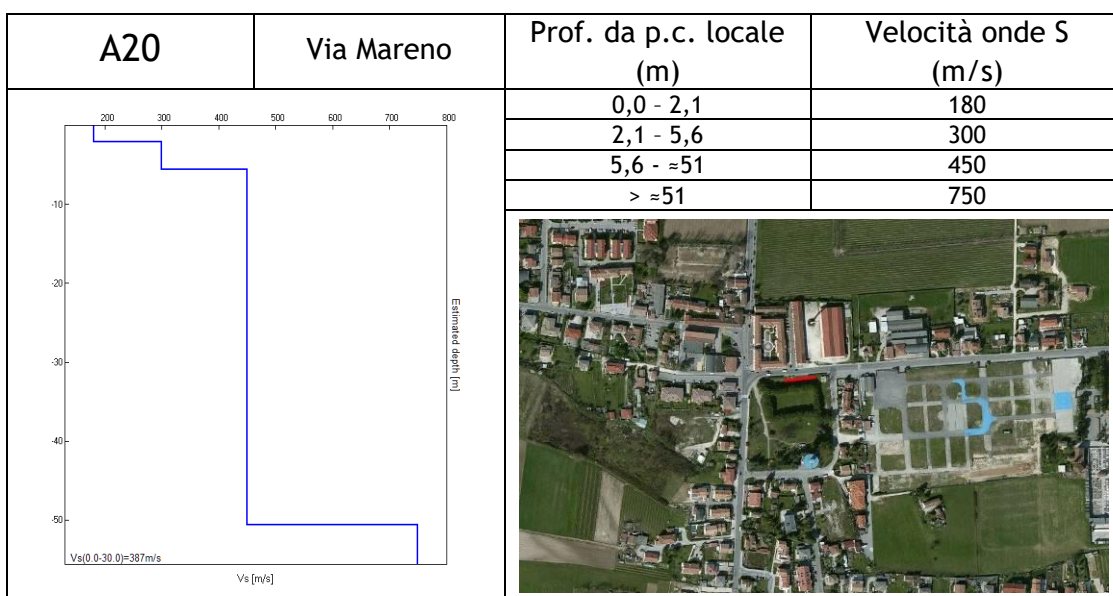 A20
Via Mareno
Prof. da p.c. locale
(m)
Velocità onde S
(m/s)
0,0 – 2,1 180
2,1 – 5,6 300
5,6 - ≈51 450
> ≈51 750
200 300 400 500 600 700 800
-10
-20
-30
-40
-50
Estimated depth [m]
Vs(0.0-30.0)=387m/s
Vs [m/s]